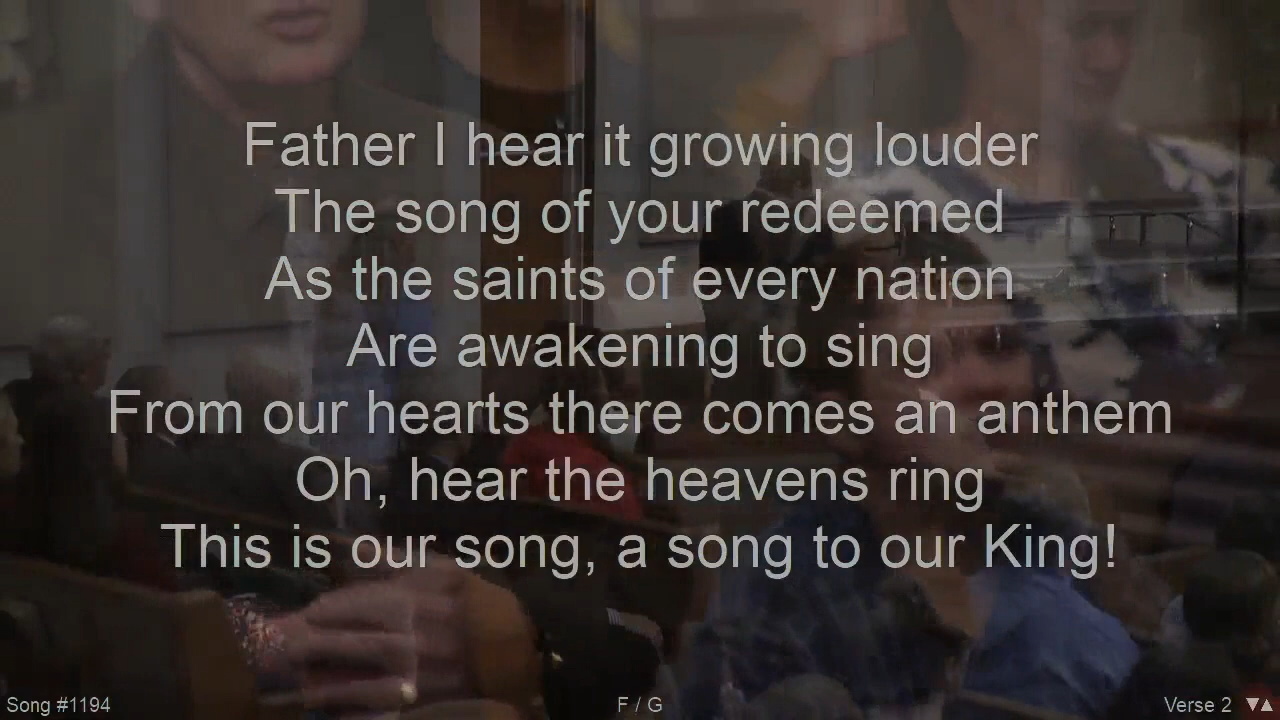 Father I hear it growing louder
The song of your redeemed
As the saints of every nation
Are awakening to sing
From our hearts there comes an anthem
Oh, hear the heavens ring
This is our song, a song to our King!
Song #1194
F / G
Verse 2 ▼▲